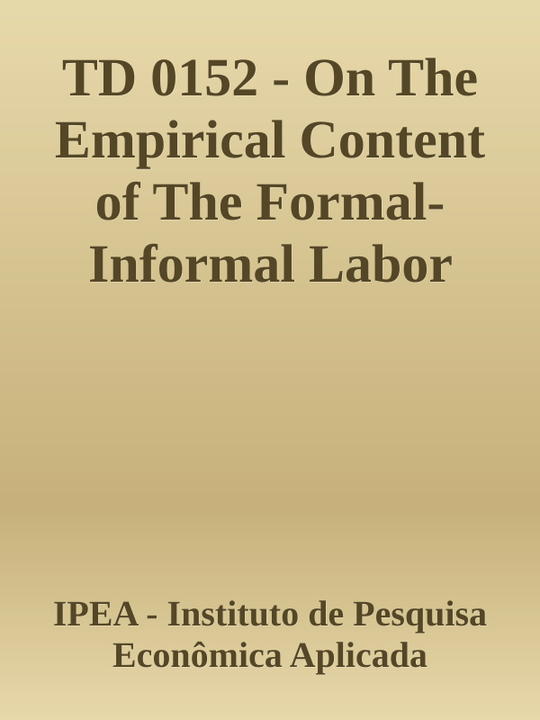 TD 0152 - On The
Empirical Content
of The Formal-
Informal Labor
IPEA - Instituto de Pesquisa
Econômica Aplicada